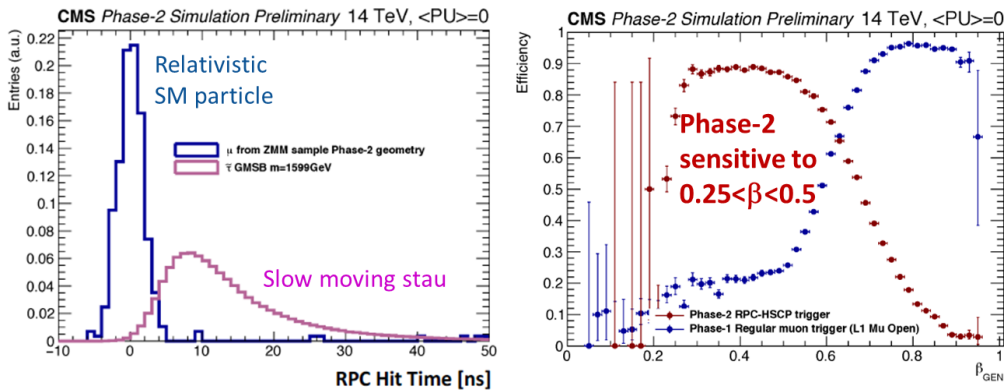 CMS Phase-2 Simulation Preliminary 14 TeV, <PU>=0
Entries (a.u.)
0.22
0.2
0.18
0.16
0.14
0.12
0.1
0.08
0.06
0.04
0.02
0
Relativistic
SM particle
μ from ZMM sample Phase-2 geometry
τ̃ GMSB m=1599GeV
Slow moving stau
-10 0 10 20 30 40 50
RPC Hit Time [ns]
CMS Phase-2 Simulation Preliminary 14 TeV, <PU>=0
Efficiency
1
0.9
0.8
0.7
0.6
0.5
0.4
0.3
0.2
0.1
0
Phase-2
sensitive to
0.25<β<0.5
Phase-2 RPC-HSCP trigger
Phase-1 Regular muon trigger (L1 Mu Open)
0 0.2 0.4 0.6 0.8 1
βGEN